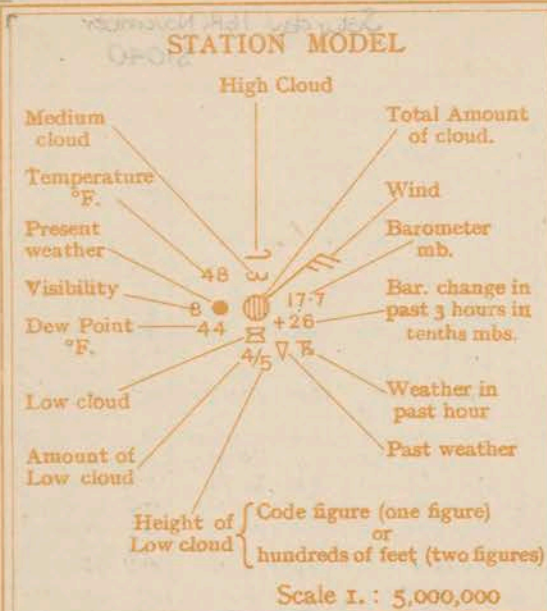 STATION MODEL
High Cloud
Medium
cloud
Total Amount
of cloud.
Temperature
°F.
Wind
Present
weather
Barometer
mb.
48
Visibility
8
17·7
Bar. change in
past 3 hours in
tenths mbs.
Dew Point
°F.
44
+26
4/5
Low cloud
Weather in
past hour
Amount of
Low cloud
Past weather
Height of
Low cloud
Code figure (one figure)
or
hundreds of feet (two figures)
Scale 1.: 5,000,000